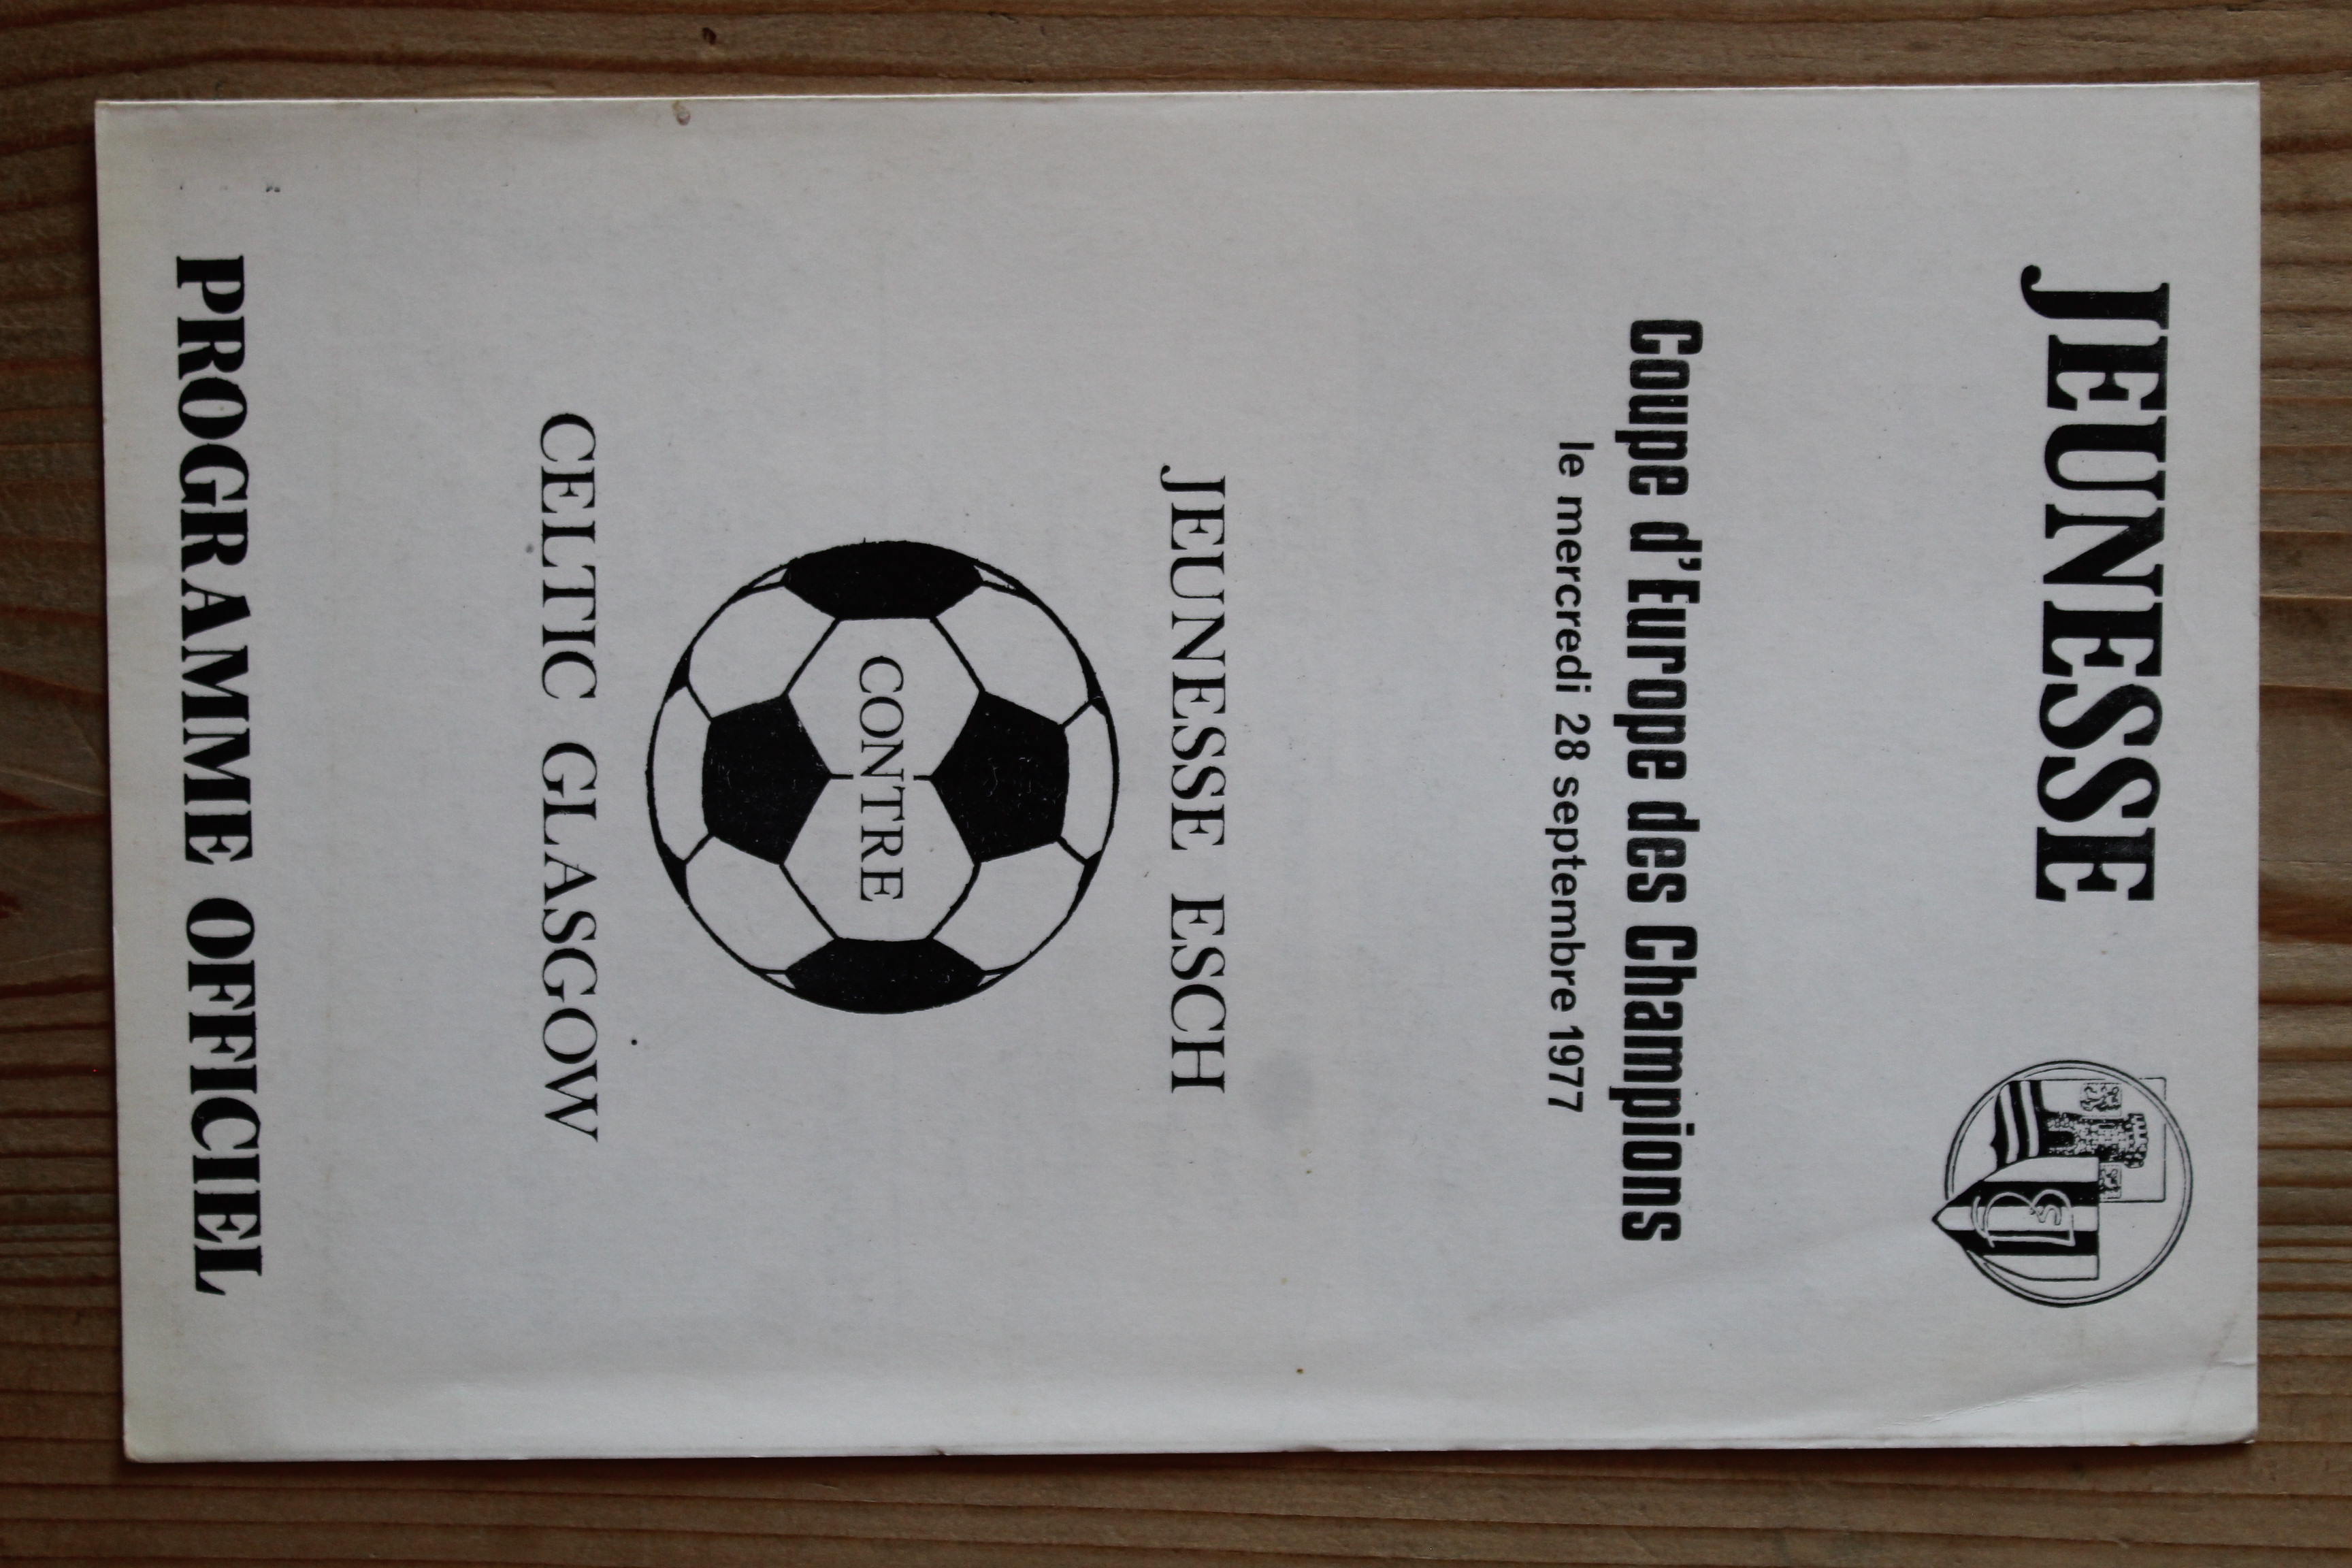 JEUNESSE
Coupe d'Europe des Champions
le mercredi 28 septembre 1977
JEUNESSE ESCH
CONTRE
CELTIC GLASGOW
PROGRAMME OFFICIEL